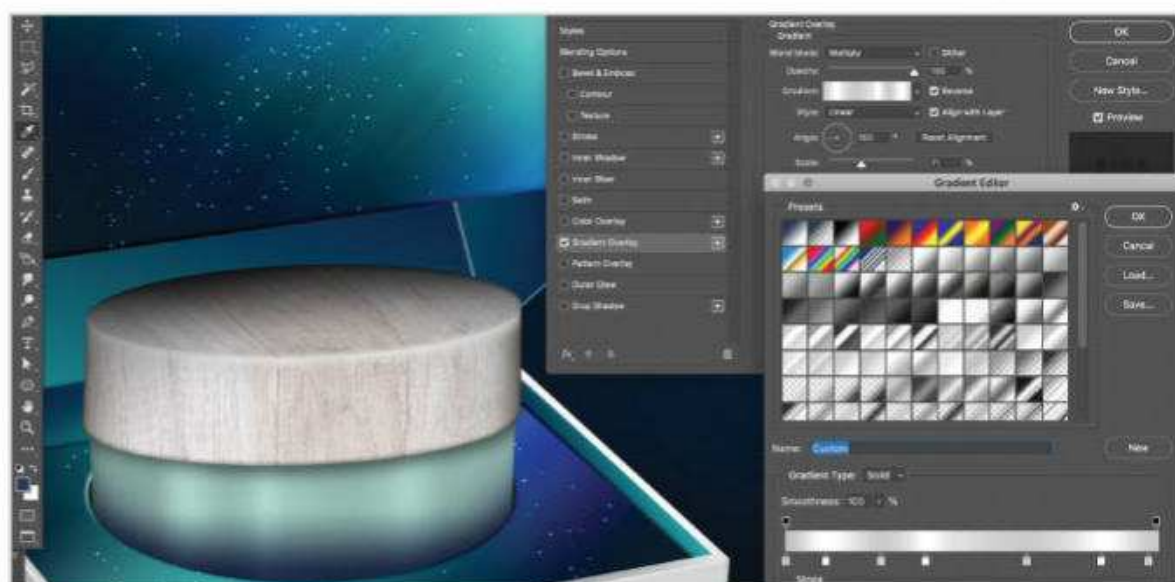 Styles
Blending Options
Bevel & Emboss
Contour
Texture
Stroke
Inner Shadow
Inner Glow
Satin
Color Overlay
Gradient Overlay
Pattern Overlay
Outer Glow
Drop Shadow
fx
Gradient Overlay
Gradient
Blend Mode: Multiply
Dither
Opacity: 100 %
Gradient:
Reverse
Style: Linear
Align with Layer
Angle: °
Reset Alignment
Scale:
OK
Cancel
New Style...
Preview
Gradient Editor
Presets
OK
Cancel
Load...
Save...
Name: Custom
New
Gradient Type: Solid
Smoothness: 100 %
Stops